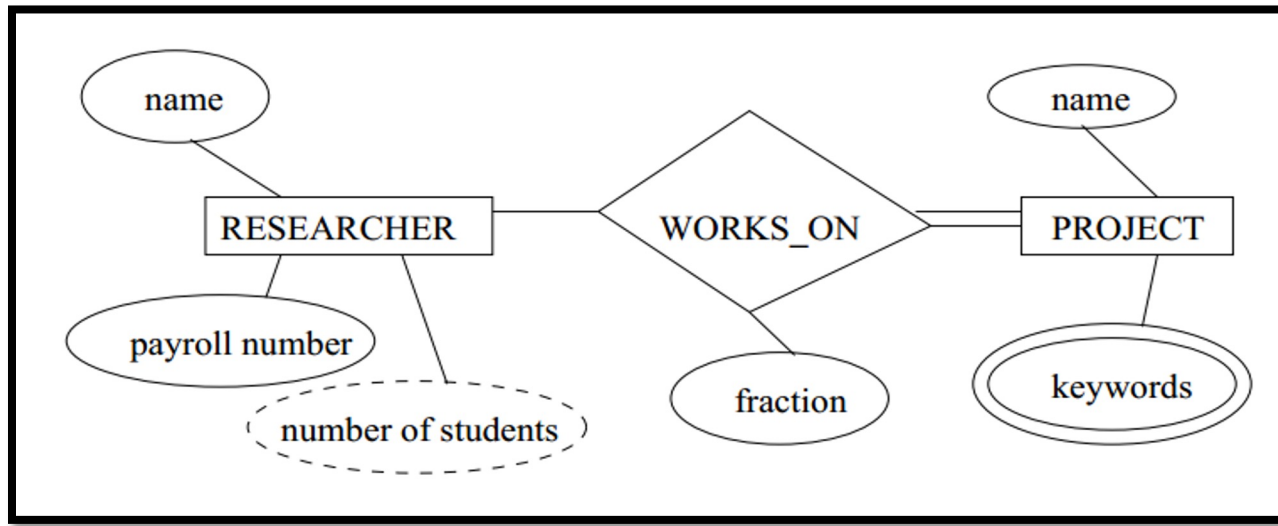 name
name
RESEARCHER
WORKS_ON
PROJECT
payroll number
number of students
fraction
keywords